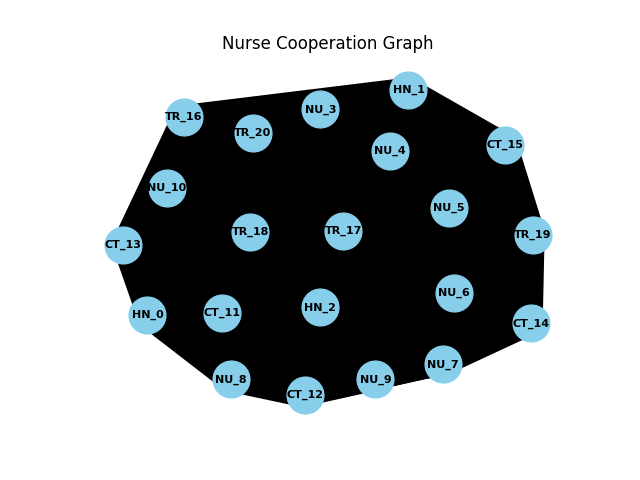 Nurse Cooperation Graph
HN_1
NU_3
TR_16
TR_20
CT_15
NU_4
NU_10
NU_5
TR_18
TR_17
TR_19
CT_13
NU_6
HN_2
CT_11
HN_0
CT_14
NU_7
NU_8
NU_9
CT_12